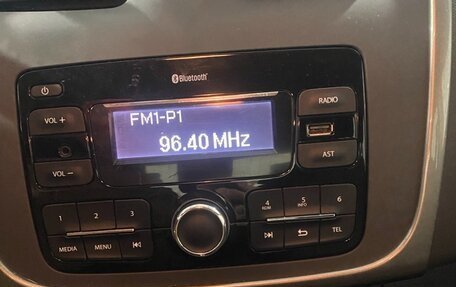 Bluetooth
RADIO
FM1-P1
VOL +
96.40 MHz
AST
VOL −
1 2 3
4 5 6
RDM INFO
MEDIA MENU
TEL